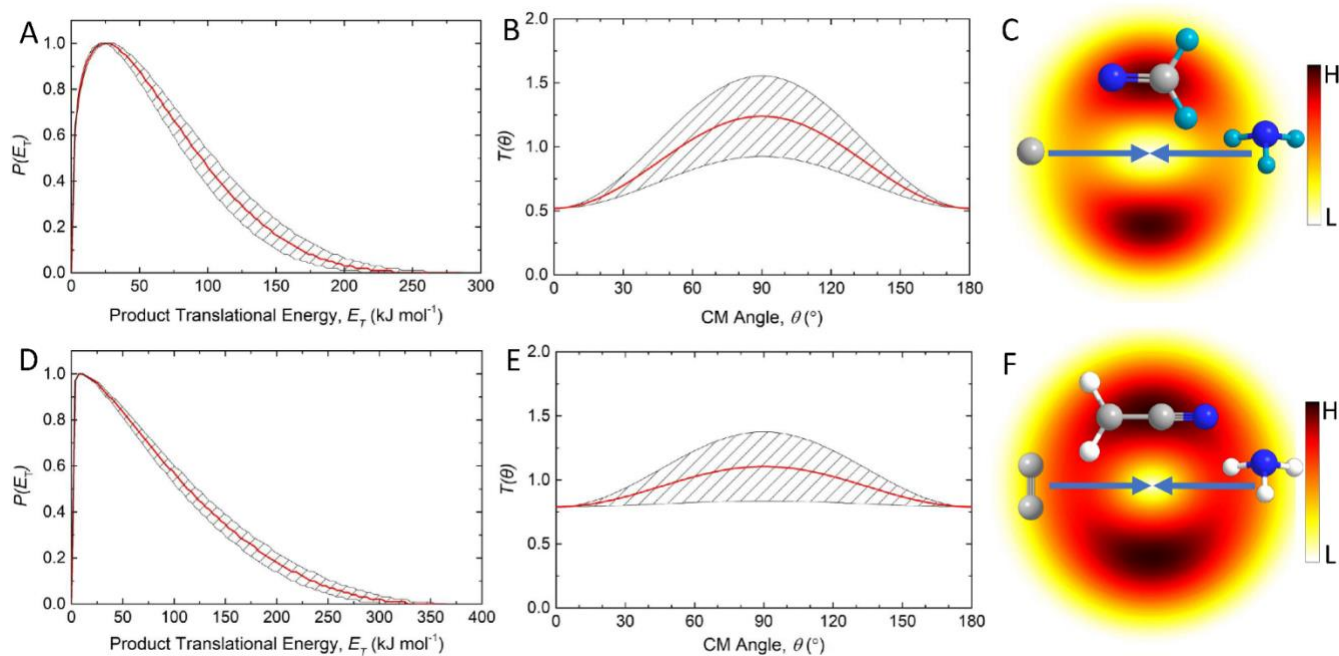 A
P(E_T)
1.0
0.8
0.6
0.4
0.2
0.0
0 50 100 150 200 250 300
Product Translational Energy, E_T (kJ mol⁻¹)
B
T(θ)
2.0
1.5
1.0
0.5
0.0
0 30 60 90 120 150 180
CM Angle, θ (°)
C
H
L
D
P(E_T)
1.0
0.8
0.6
0.4
0.2
0.0
0 50 100 150 200 250 300 350 400
Product Translational Energy, E_T (kJ mol⁻¹)
E
T(θ)
2.0
1.5
1.0
0.5
0.0
0 30 60 90 120 150 180
CM Angle, θ (°)
F
H
L